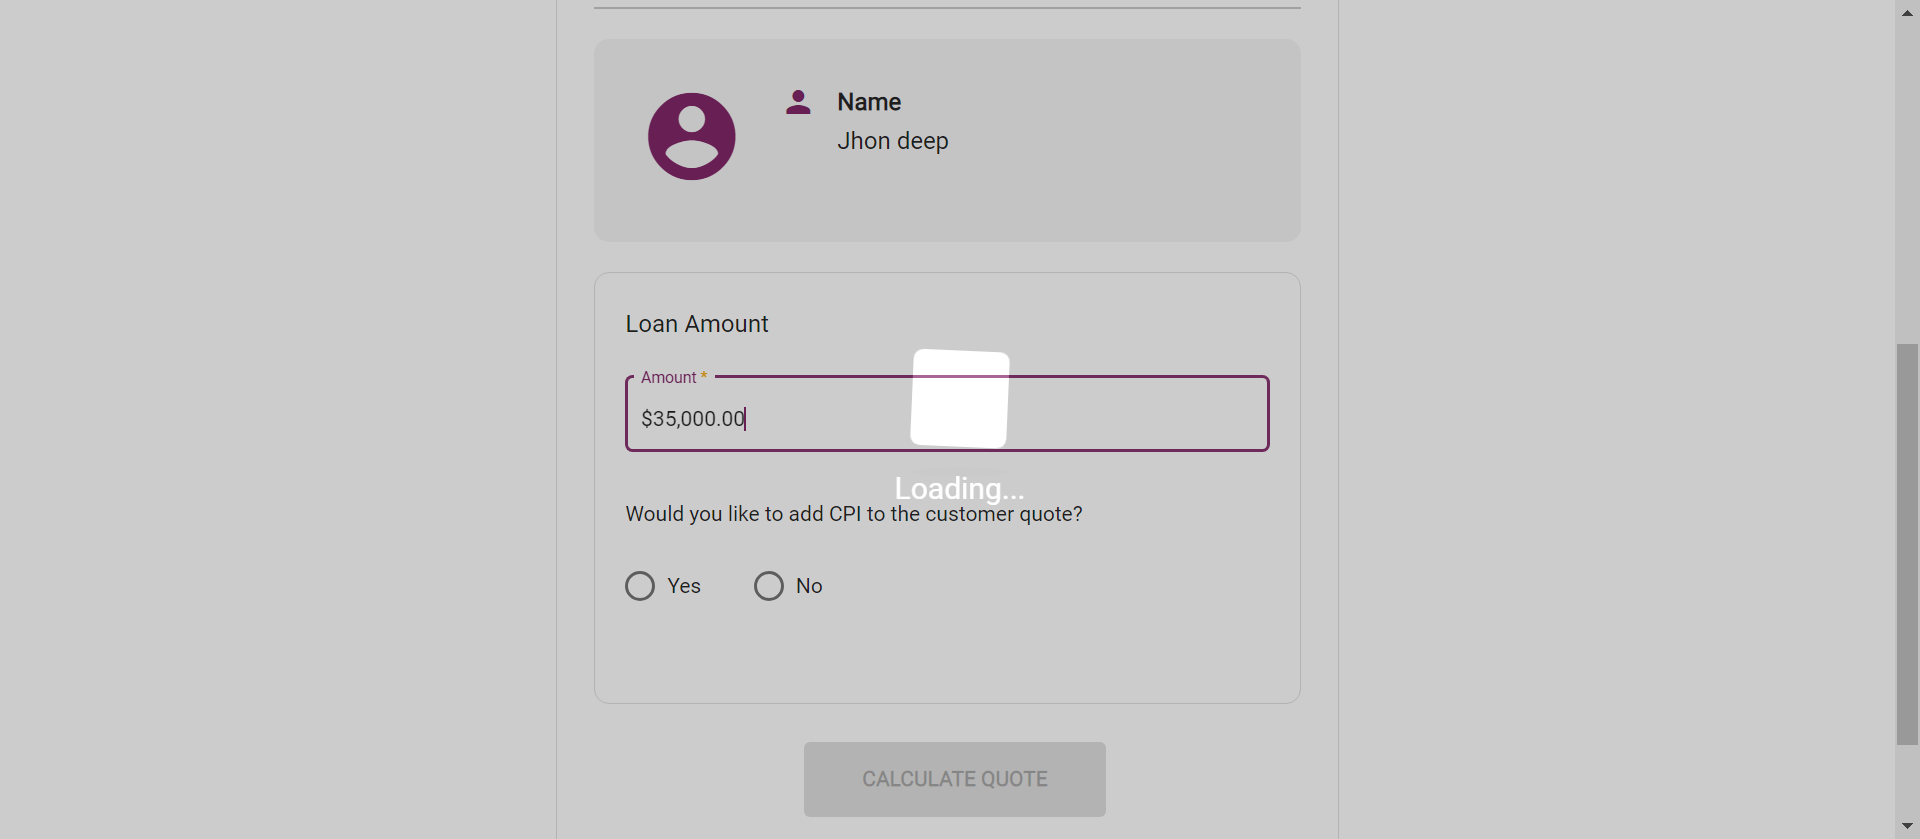 Name
Jhon deep
Loan Amount
Amount *
$35,000.00
Loading...
Would you like to add CPI to the customer quote?
Yes No
CALCULATE QUOTE